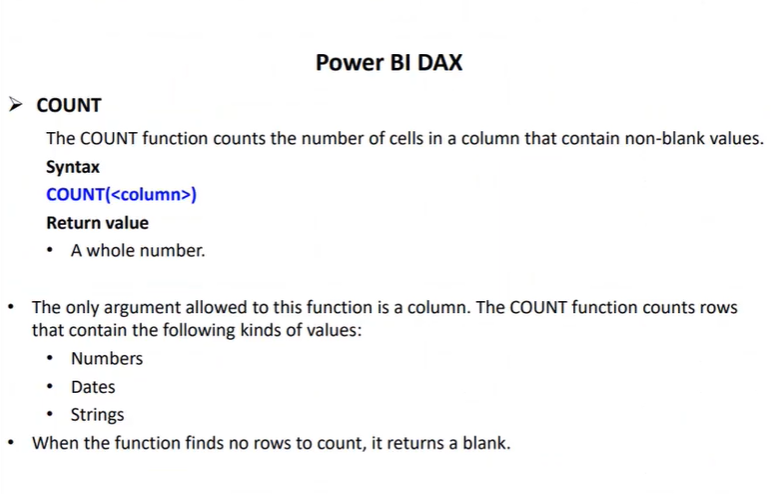 Power BI DAX
➢ COUNT
The COUNT function counts the number of cells in a column that contain non-blank values.
Syntax
COUNT(<column>)
Return value
• A whole number.
• The only argument allowed to this function is a column. The COUNT function counts rows
that contain the following kinds of values:
• Numbers
• Dates
• Strings
• When the function finds no rows to count, it returns a blank.